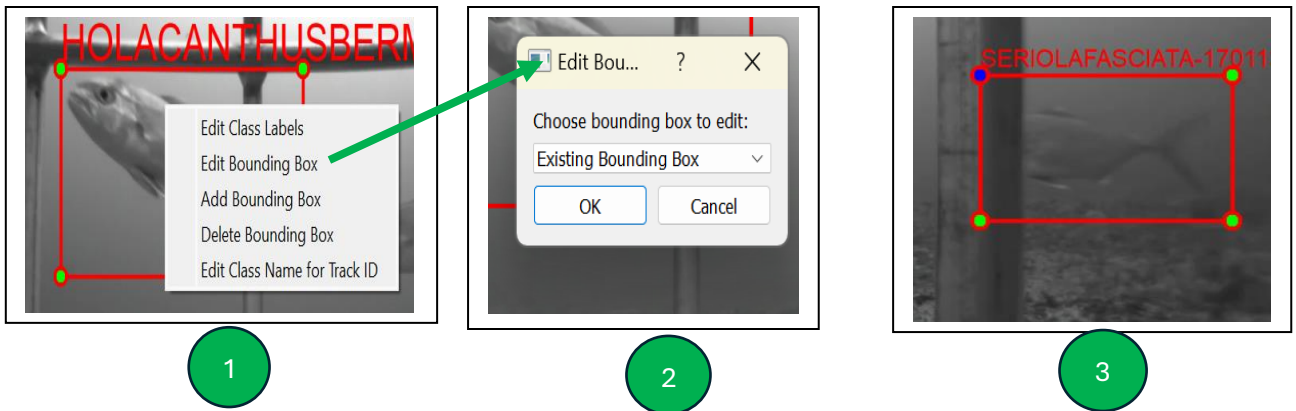 HOLACANTHUSBERM
Edit Class Labels
Edit Bounding Box
Add Bounding Box
Delete Bounding Box
Edit Class Name for Track ID
1
Edit Bou... ? X
Choose bounding box to edit:
Existing Bounding Box
OK Cancel
2
SERIOLAFASCIATA-17011
3